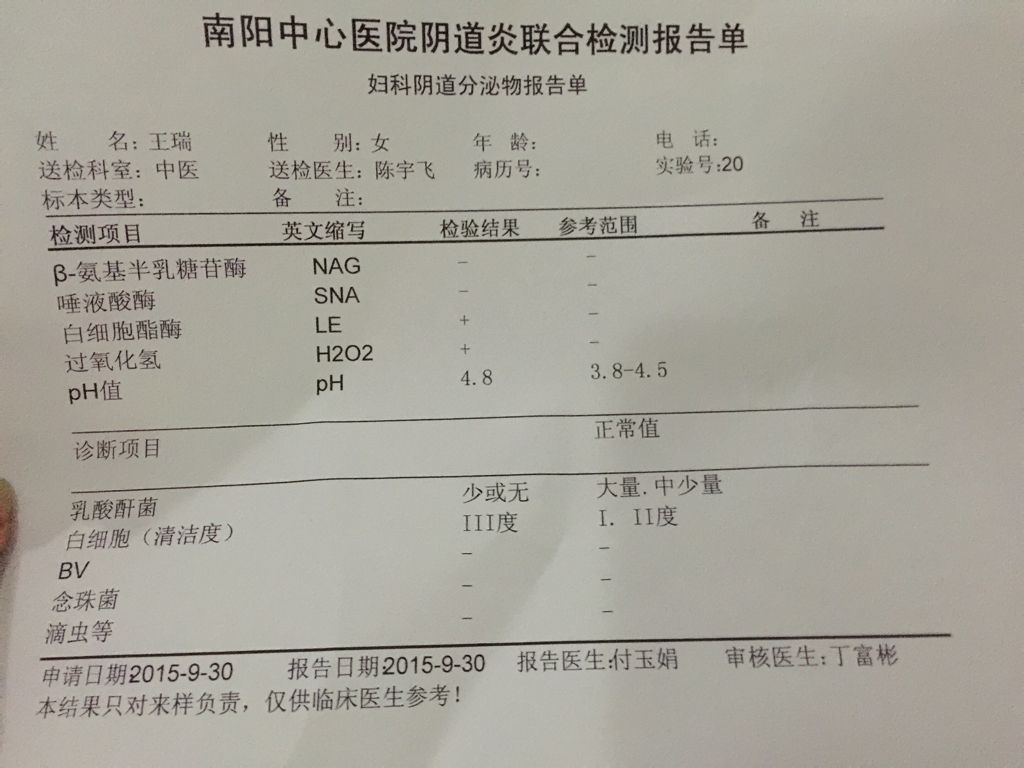 南阳中心医院阴道炎联合检测报告单
妇科阴道分泌物报告单
姓 名：王瑞 性 别：女 年 龄： 电 话：
送检科室：中医 送检医生：陈宇飞 病历号： 实验号：20
标本类型： 备 注：
检测项目 英文缩写 检验结果 参考范围 备 注
β-氨基半乳糖苷酶 NAG － －
唾液酸酶 SNA － －
白细胞酯酶 LE + －
过氧化氢 H2O2 + －
pH值 pH 4.8 3.8-4.5
诊断项目 正常值
乳酸酐菌 少或无 大量.中少量
白细胞（清洁度） III度 I. II度
BV － －
念珠菌 － －
滴虫等 － －
申请日期2015-9-30 报告日期2015-9-30 报告医生：付玉娟 审核医生：丁富彬
本结果只对来样负责，仅供临床医生参考！